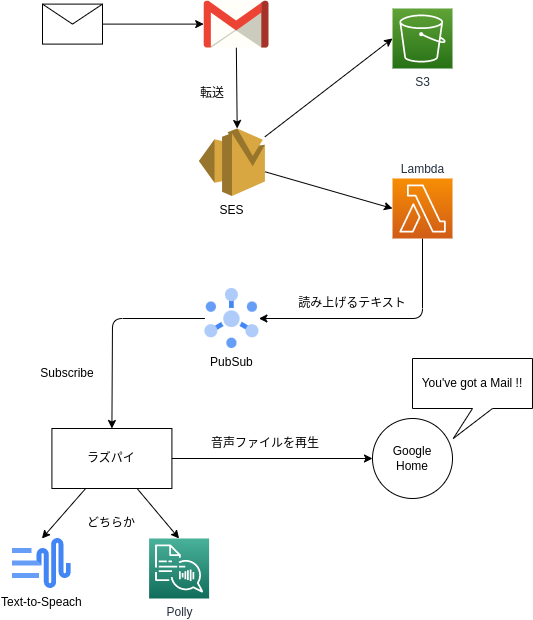 転送
S3
Lambda
SES
読み上げるテキスト
PubSub
Subscribe
You've got a Mail !!
ラズパイ
音声ファイルを再生
Google
Home
どちらか
Text-to-Speach
Polly